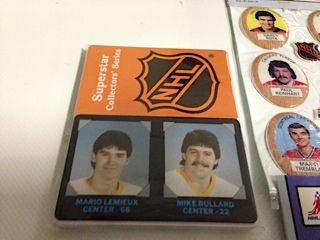 Superstar
Collectors' Series
NHL
MARIO LEMIEUX
CENTER - 66
MIKE BULLARD
CENTER - 22
PAUL
REINHART
MARIO
TREMBLAY